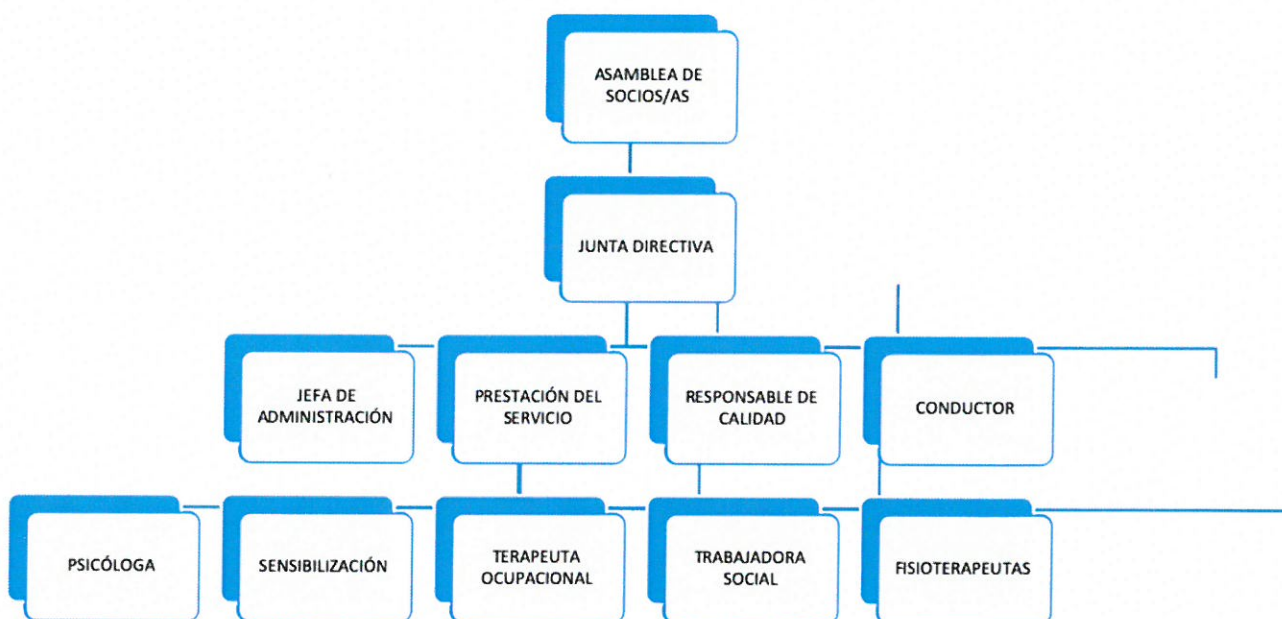 ASAMBLEA DE
SOCIOS/AS
JUNTA DIRECTIVA
JEFA DE
ADMINISTRACIÓN
PRESTACIÓN DEL
SERVICIO
RESPONSABLE DE
CALIDAD
CONDUCTOR
PSICÓLOGA
SENSIBILIZACIÓN
TERAPEUTA
OCUPACIONAL
TRABAJADORA
SOCIAL
FISIOTERAPEUTAS